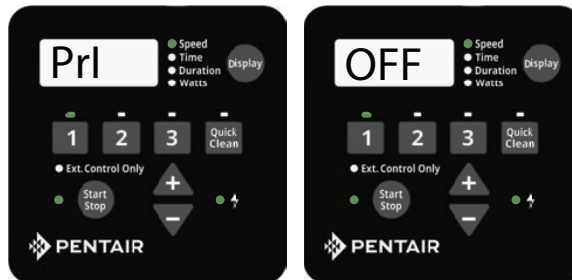 PrI
Speed
Time
Duration
Watts
Display
1
2
3
Quick
Clean
Ext. Control Only
Start
Stop
+
−
PENTAIR
OFF
Speed
Time
Duration
Watts
Display
1
2
3
Quick
Clean
Ext. Control Only
Start
Stop
+
−
PENTAIR